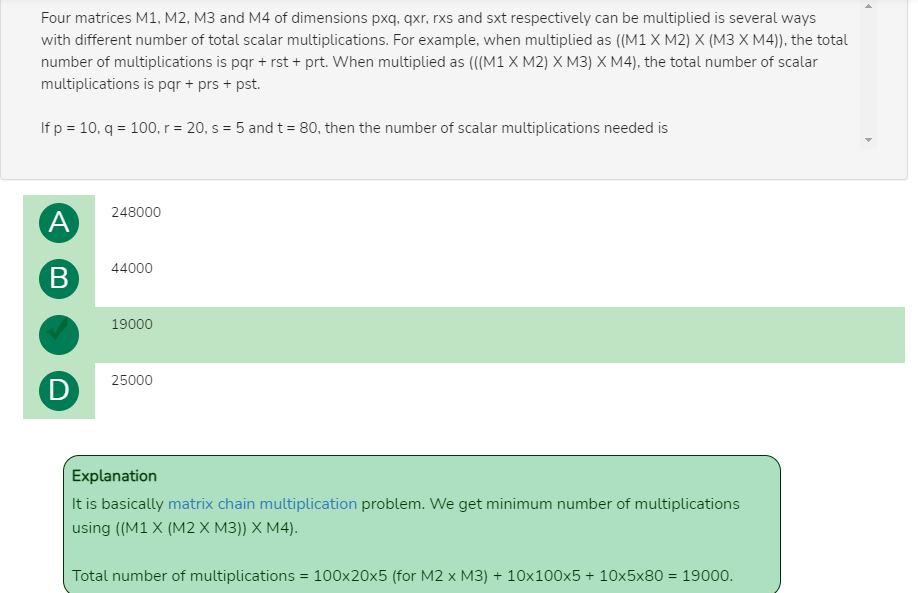 Four matrices M1, M2, M3 and M4 of dimensions pxq, qxr, rxs and sxt respectively can be multiplied is several ways
with different number of total scalar multiplications. For example, when multiplied as ((M1 X M2) X (M3 X M4)), the total
number of multiplications is pqr + rst + prt. When multiplied as (((M1 X M2) X M3) X M4), the total number of scalar
multiplications is pqr + prs + pst.
If p = 10, q = 100, r = 20, s = 5 and t = 80, then the number of scalar multiplications needed is
A 248000
B 44000
19000
D 25000
Explanation
It is basically matrix chain multiplication problem. We get minimum number of multiplications
using ((M1 X (M2 X M3)) X M4).
Total number of multiplications = 100x20x5 (for M2 x M3) + 10x100x5 + 10x5x80 = 19000.